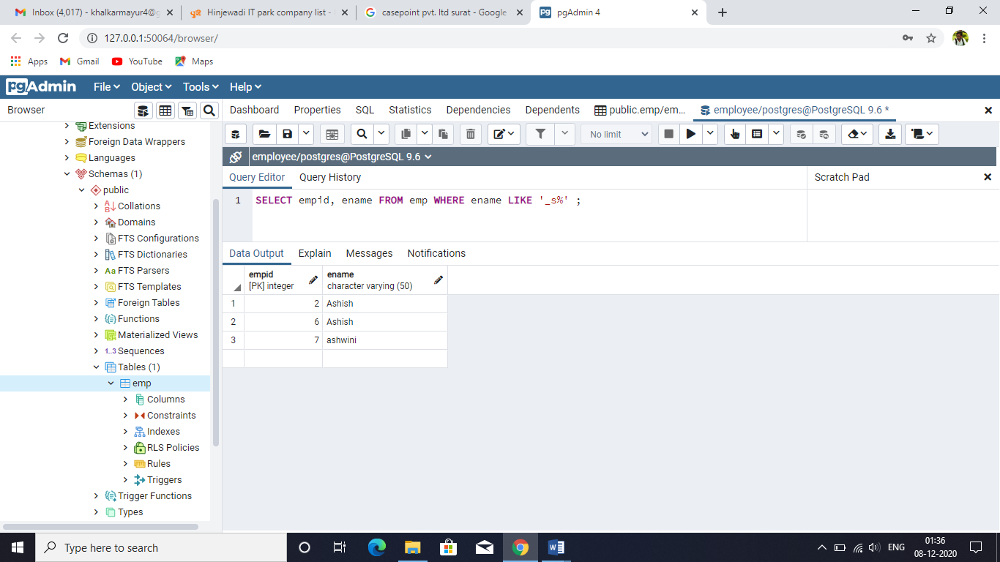 Inbox (4,017) - khalkarmayur4@g
Hinjewadi IT park company list -
casepoint pvt. ltd surat - Google
pgAdmin 4
127.0.0.1:50064/browser/
Apps
Gmail
YouTube
Maps
pgAdmin
File
Object
Tools
Help
Browser
Dashboard
Properties
SQL
Statistics
Dependencies
Dependents
public.emp/em...
employee/postgres@PostgreSQL 9.6 *
No limit
employee/postgres@PostgreSQL 9.6
Query Editor
Query History
Scratch Pad
1 SELECT empid, ename FROM emp WHERE ename LIKE '_s%' ;
Data Output
Explain
Messages
Notifications
empid
[PK] integer
ename
character varying (50)
1 2 Ashish
2 6 Ashish
3 7 ashwini
Extensions
Foreign Data Wrappers
Languages
Schemas (1)
public
Collations
Domains
FTS Configurations
FTS Dictionaries
Aa FTS Parsers
FTS Templates
Foreign Tables
Functions
Materialized Views
1..3 Sequences
Tables (1)
emp
Columns
Constraints
Indexes
RLS Policies
Rules
Triggers
Trigger Functions
Types
Type here to search
ENG
01:36
08-12-2020